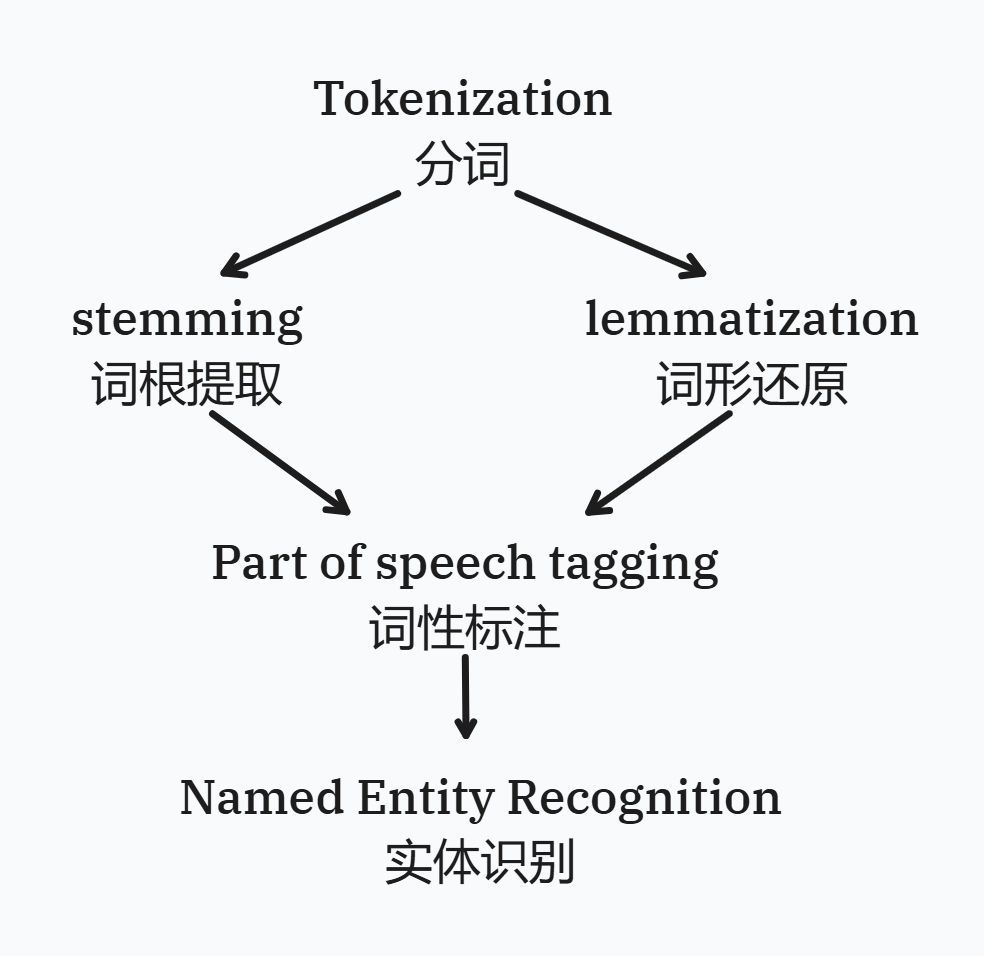 Tokenization
分词
stemming
词根提取
lemmatization
词形还原
Part of speech tagging
词性标注
Named Entity Recognition
实体识别